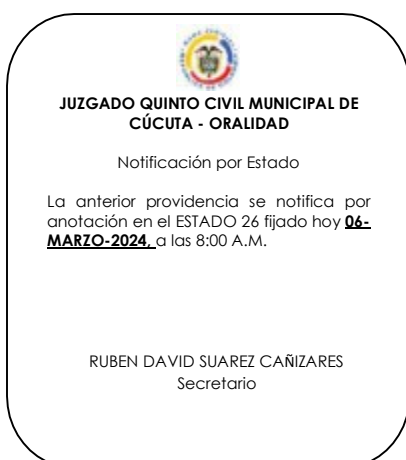 JUZGADO QUINTO CIVIL MUNICIPAL DE
CÚCUTA - ORALIDAD
Notificación por Estado
La anterior providencia se notifica por
anotación en el ESTADO 26 fijado hoy 06-
MARZO-2024, a las 8:00 A.M.
RUBEN DAVID SUAREZ CAÑIZARES
Secretario